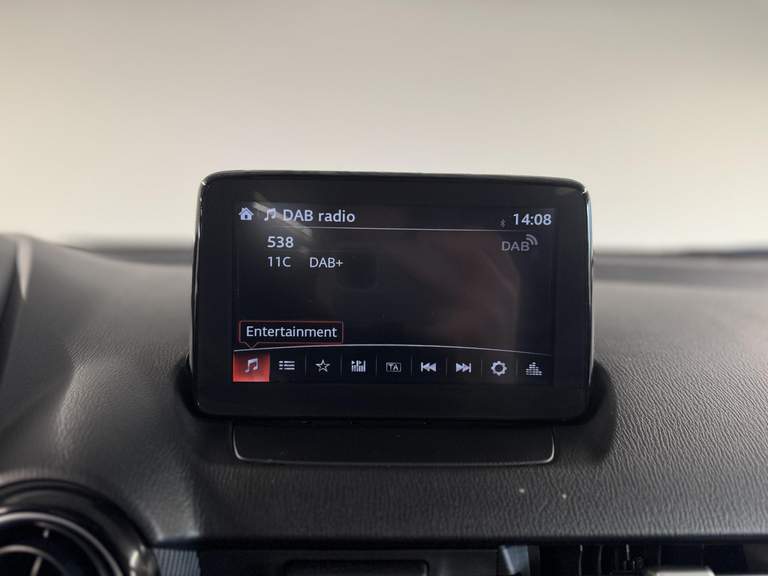 DAB radio 14:08
538 DAB
11C DAB+
Entertainment
TA